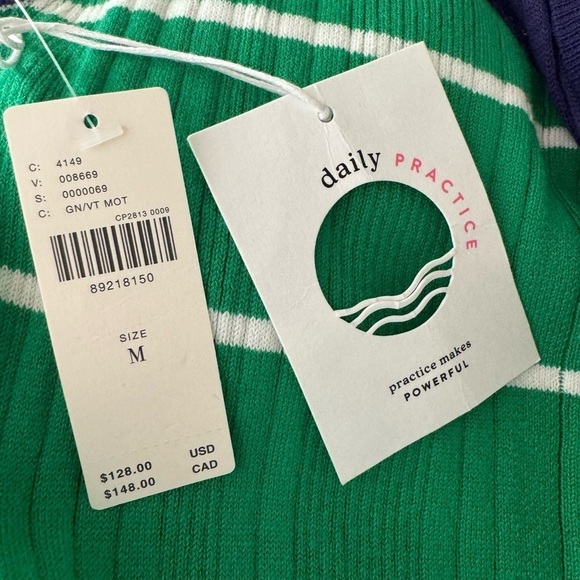 C: 4149
V: 008669
S: 0000069
C: GN/VT MOT
CP2813 0009
89218150
SIZE
M
$128.00 USD
$148.00 CAD
daily PRACTICE
practice makes
POWERFUL